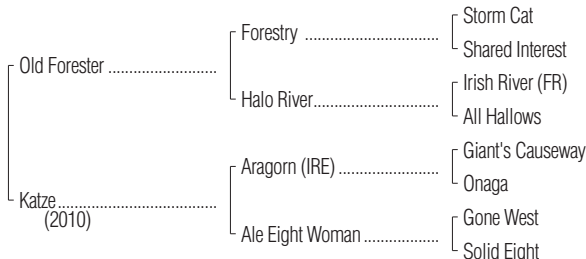 Storm Cat
Forestry ..................................
Shared Interest
Old Forester ...........................
Irish River (FR)
Halo River...............................
All Hallows
Giant's Causeway
Aragorn (IRE) .........................
Onaga
Katze........................................
(2010)
Gone West
Ale Eight Woman ...................
Solid Eight